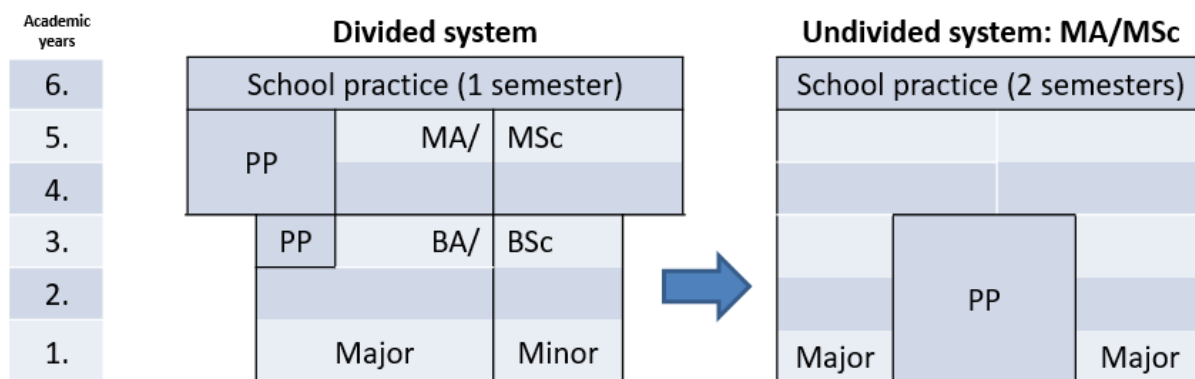 Academic
years
Divided system
Undivided system: MA/MSc
6.
School practice (1 semester)
School practice (2 semesters)
5.
PP
MA/
MSc
4.
3.
PP
BA/
BSc
2.
PP
1.
Major
Minor
Major
Major